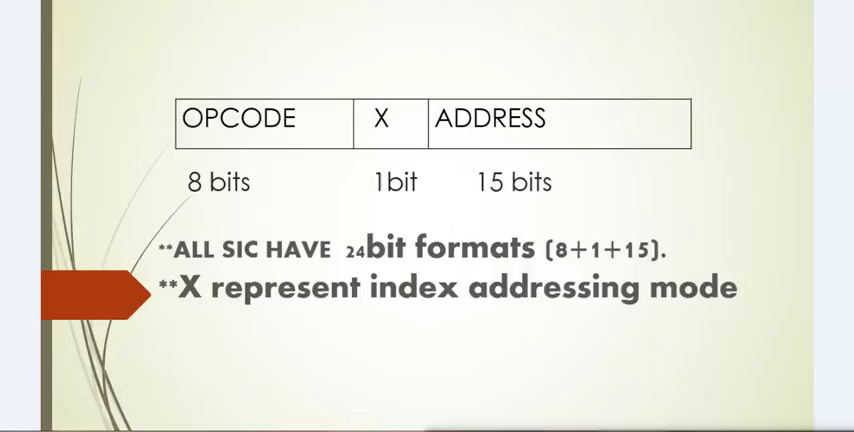 OPCODE X ADDRESS
8 bits 1bit 15 bits
**ALL SIC HAVE 24bit formats (8+1+15).
**X represent index addressing mode